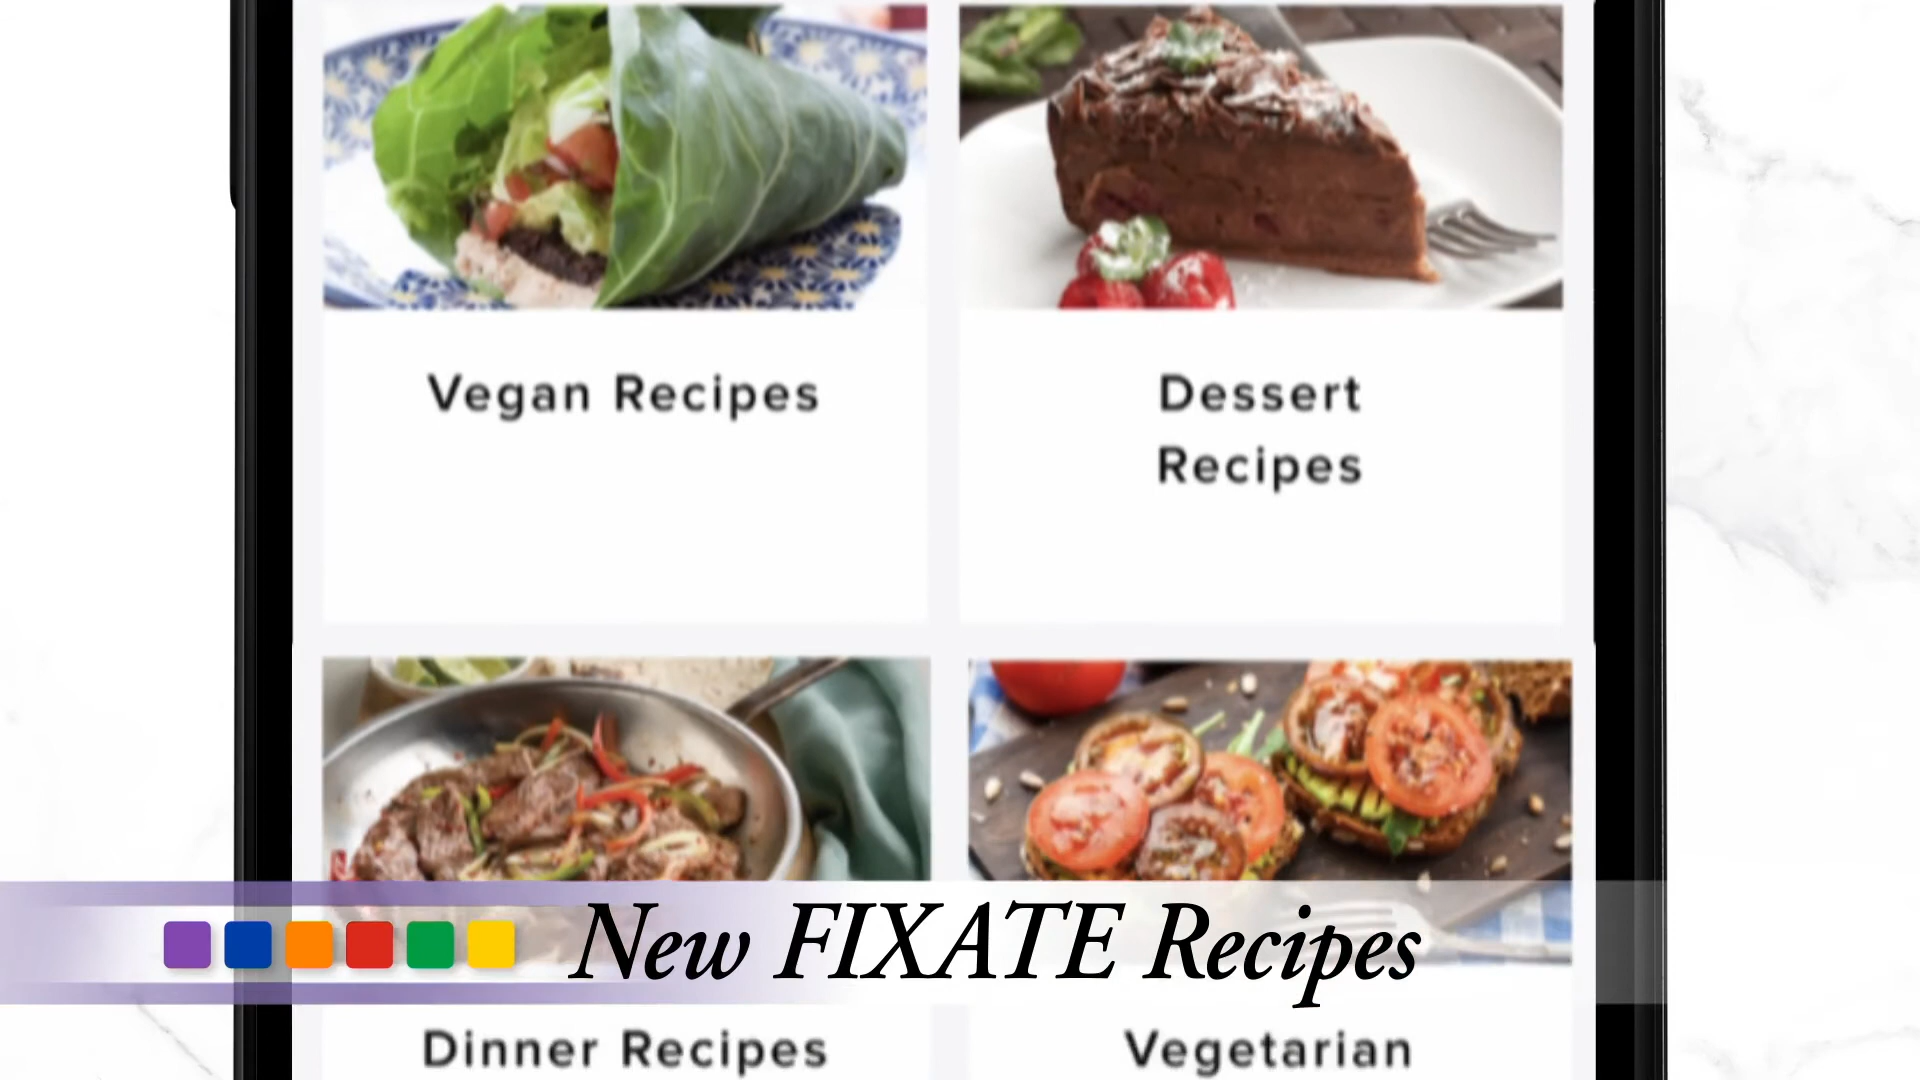 Vegan Recipes
Dessert
Recipes
New FIXATE Recipes
Dinner Recipes
Vegetarian